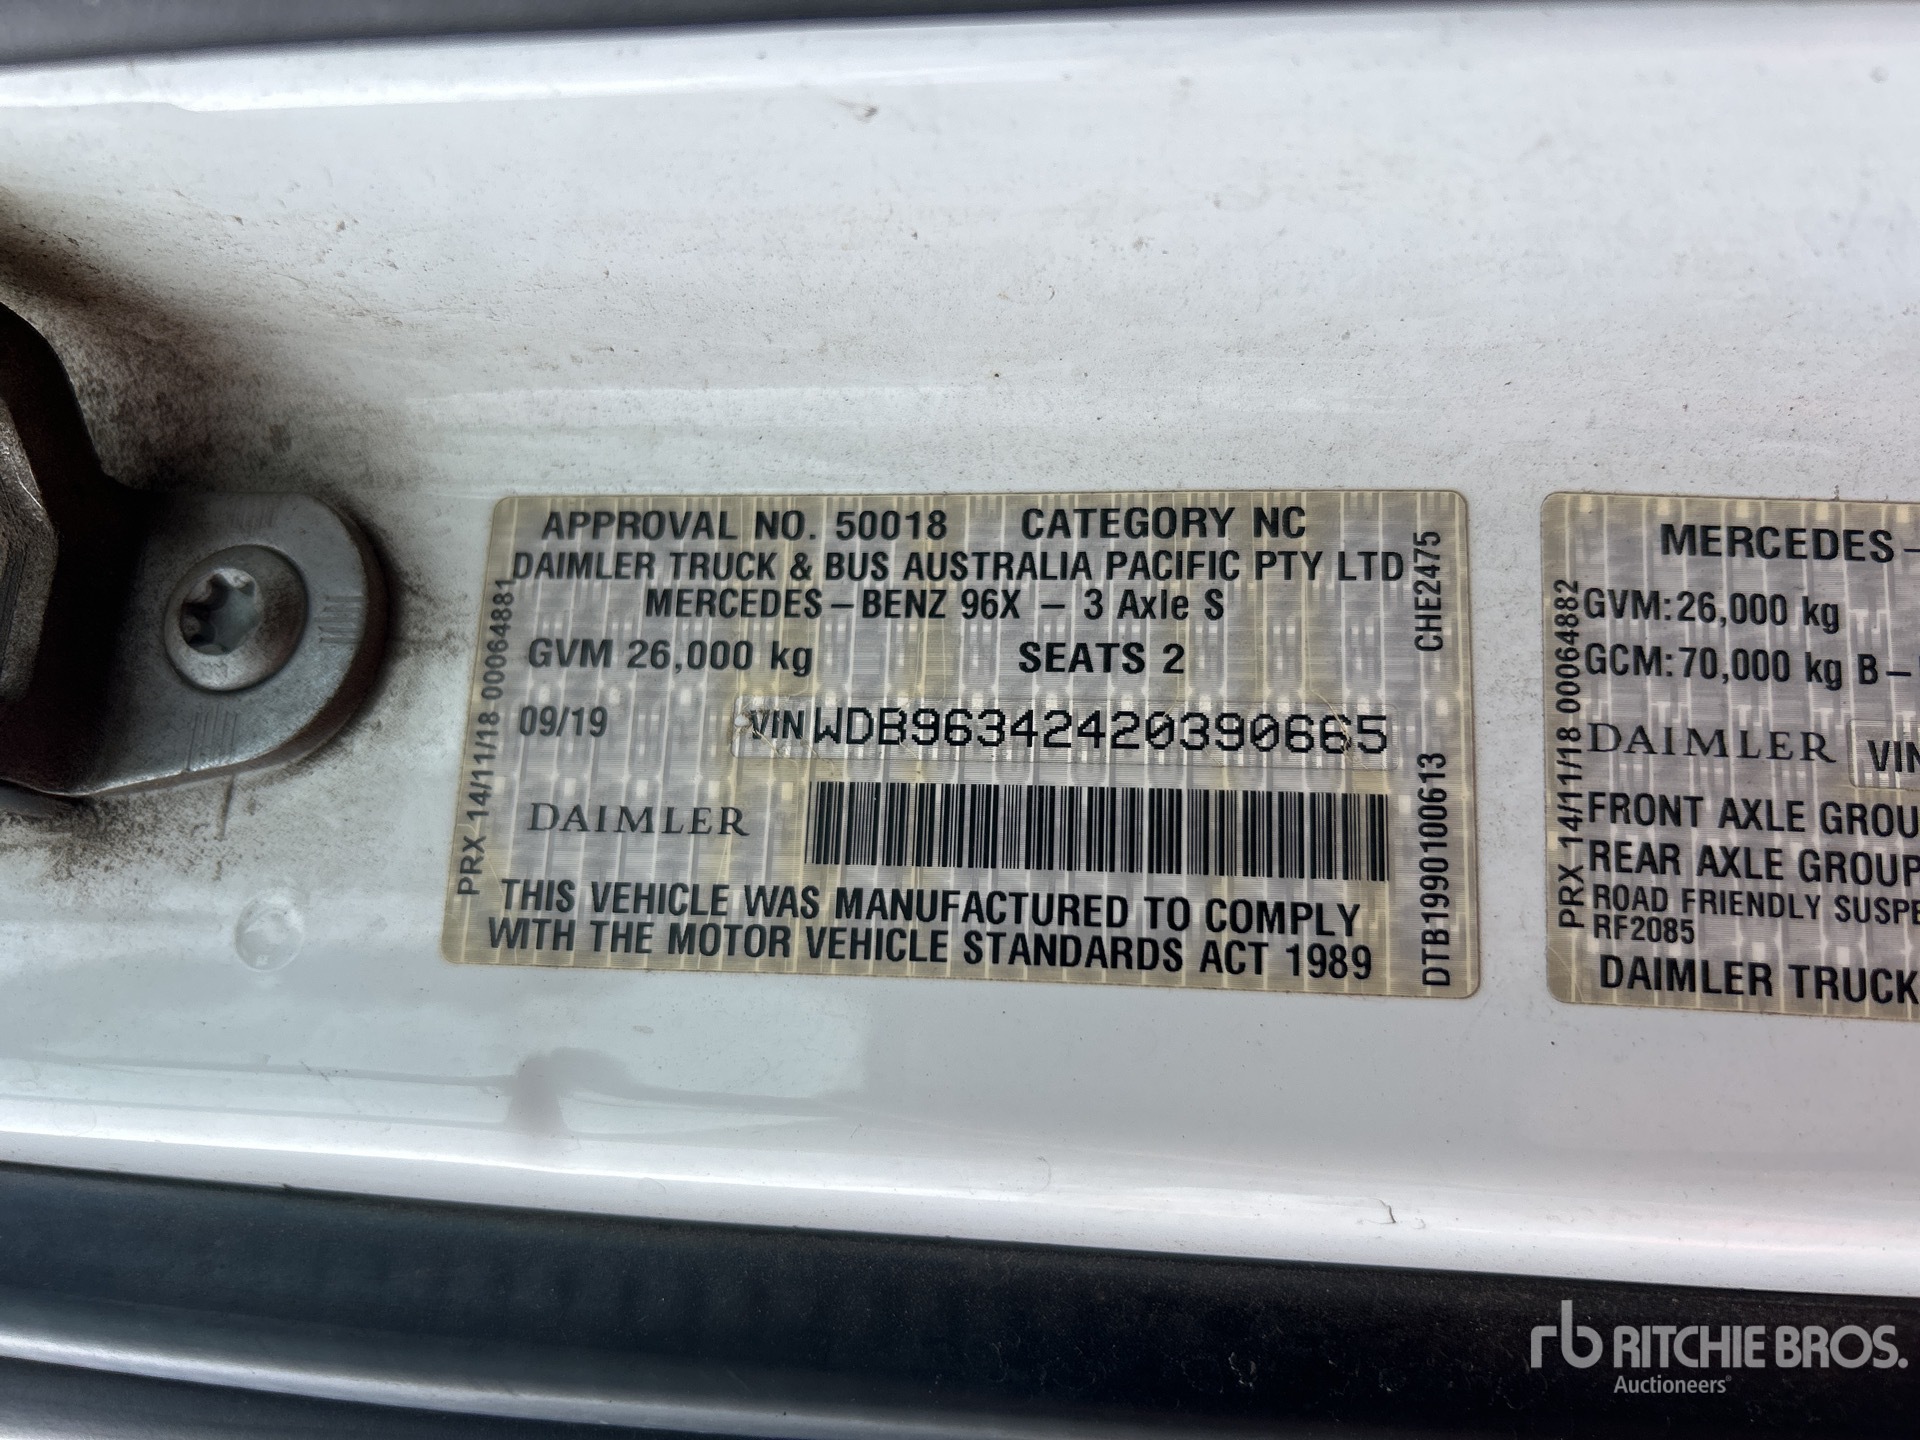 APPROVAL NO. 50018 CATEGORY NC
DAIMLER TRUCK & BUS AUSTRALIA PACIFIC PTY LTD
MERCEDES-BENZ 96X - 3 Axle S
GVM 26,000 kg SEATS 2
09/19 VIN WDB96342420390665
DAIMLER
THIS VEHICLE WAS MANUFACTURED TO COMPLY
WITH THE MOTOR VEHICLE STANDARDS ACT 1989
PRX 14/11/18 00064881
CHE2475
DTB1990100613
MERCEDES-
GVM: 26,000 kg
GCM: 70,000 kg B-
DAIMLER VIN
FRONT AXLE GROU
REAR AXLE GROUP
ROAD FRIENDLY SUSPE
RF2085
DAIMLER TRUCK
PRX 14/11/18 00064882
rb RITCHIE BROS.
Auctioneers